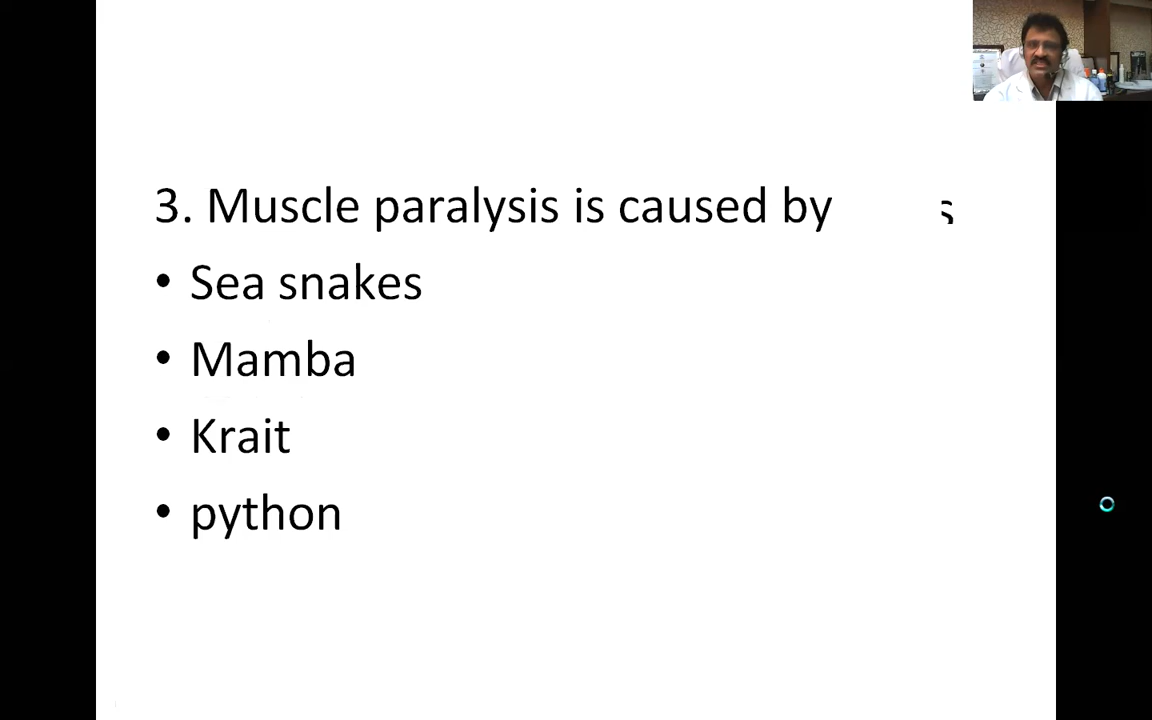 3. Muscle paralysis is caused by s
• Sea snakes
• Mamba
• Krait
• python